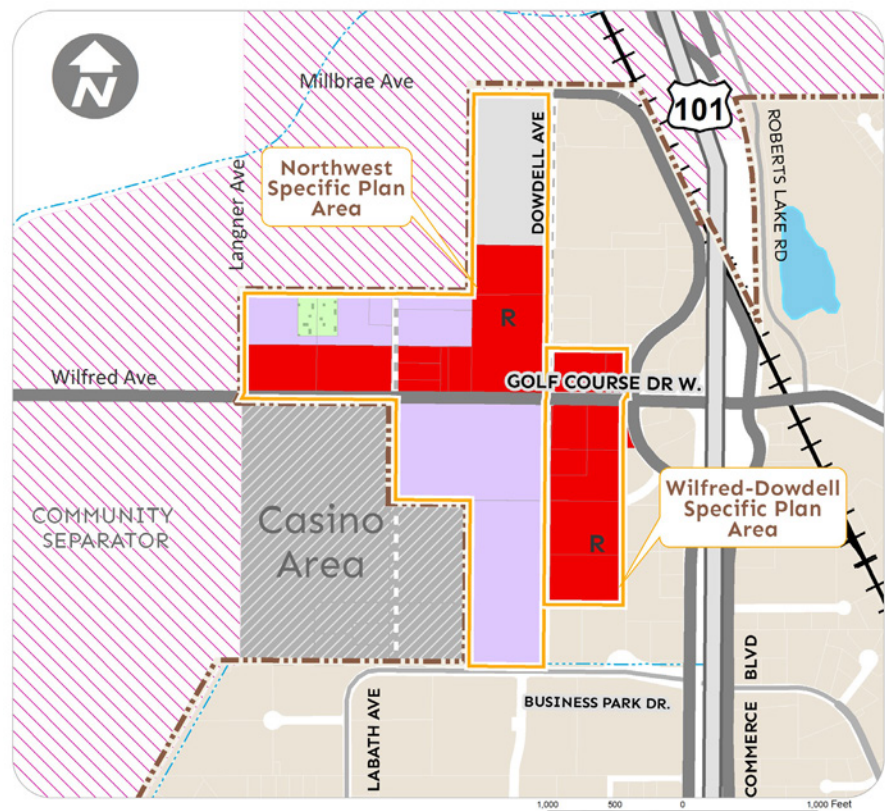 N
Millbrae Ave
101
Northwest
Specific Plan
Area
DOWDELL AVE
ROBERTS LAKE RD
Langner Ave
R
Wilfred Ave
GOLF COURSE DR W.
COMMUNITY
SEPARATOR
Casino
Area
Wilfred-Dowdell
Specific Plan
Area
R
LABATH AVE
BUSINESS PARK DR.
COMMERCE BLVD
1,000 500 0 1,000 Feet